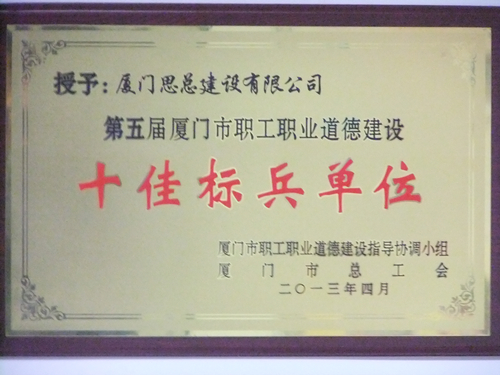 授予：厦门思总建设有限公司
第五届厦门市职工职业道德建设
十佳标兵单位
厦门市职工职业道德建设指导协调小组
厦门市总工会
二〇一三年四月